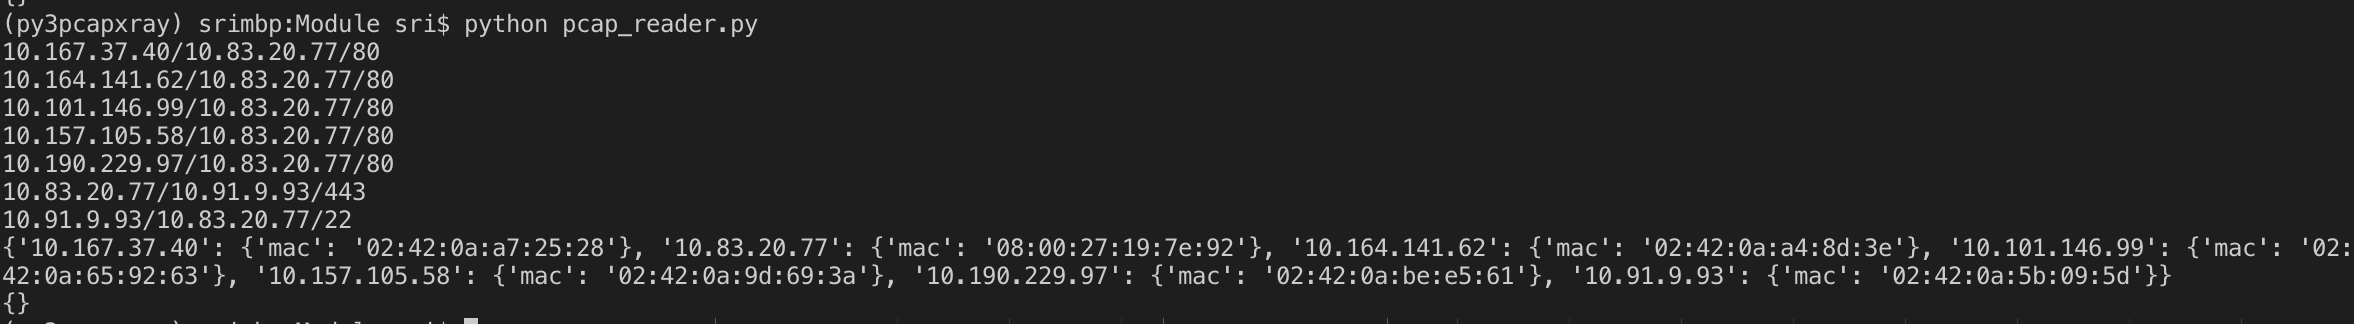 {}
(py3pcapxray) srimbp:Module sri$ python pcap_reader.py
10.167.37.40/10.83.20.77/80
10.164.141.62/10.83.20.77/80
10.101.146.99/10.83.20.77/80
10.157.105.58/10.83.20.77/80
10.190.229.97/10.83.20.77/80
10.83.20.77/10.91.9.93/443
10.91.9.93/10.83.20.77/22
{'10.167.37.40': {'mac': '02:42:0a:a7:25:28'}, '10.83.20.77': {'mac': '08:00:27:19:7e:92'}, '10.164.141.62': {'mac': '02:42:0a:a4:8d:3e'}, '10.101.146.99': {'mac': '02:
42:0a:65:92:63'}, '10.157.105.58': {'mac': '02:42:0a:9d:69:3a'}, '10.190.229.97': {'mac': '02:42:0a:be:e5:61'}, '10.91.9.93': {'mac': '02:42:0a:5b:09:5d'}}
{}
(py3pcapxray) srimbp:Module sri$